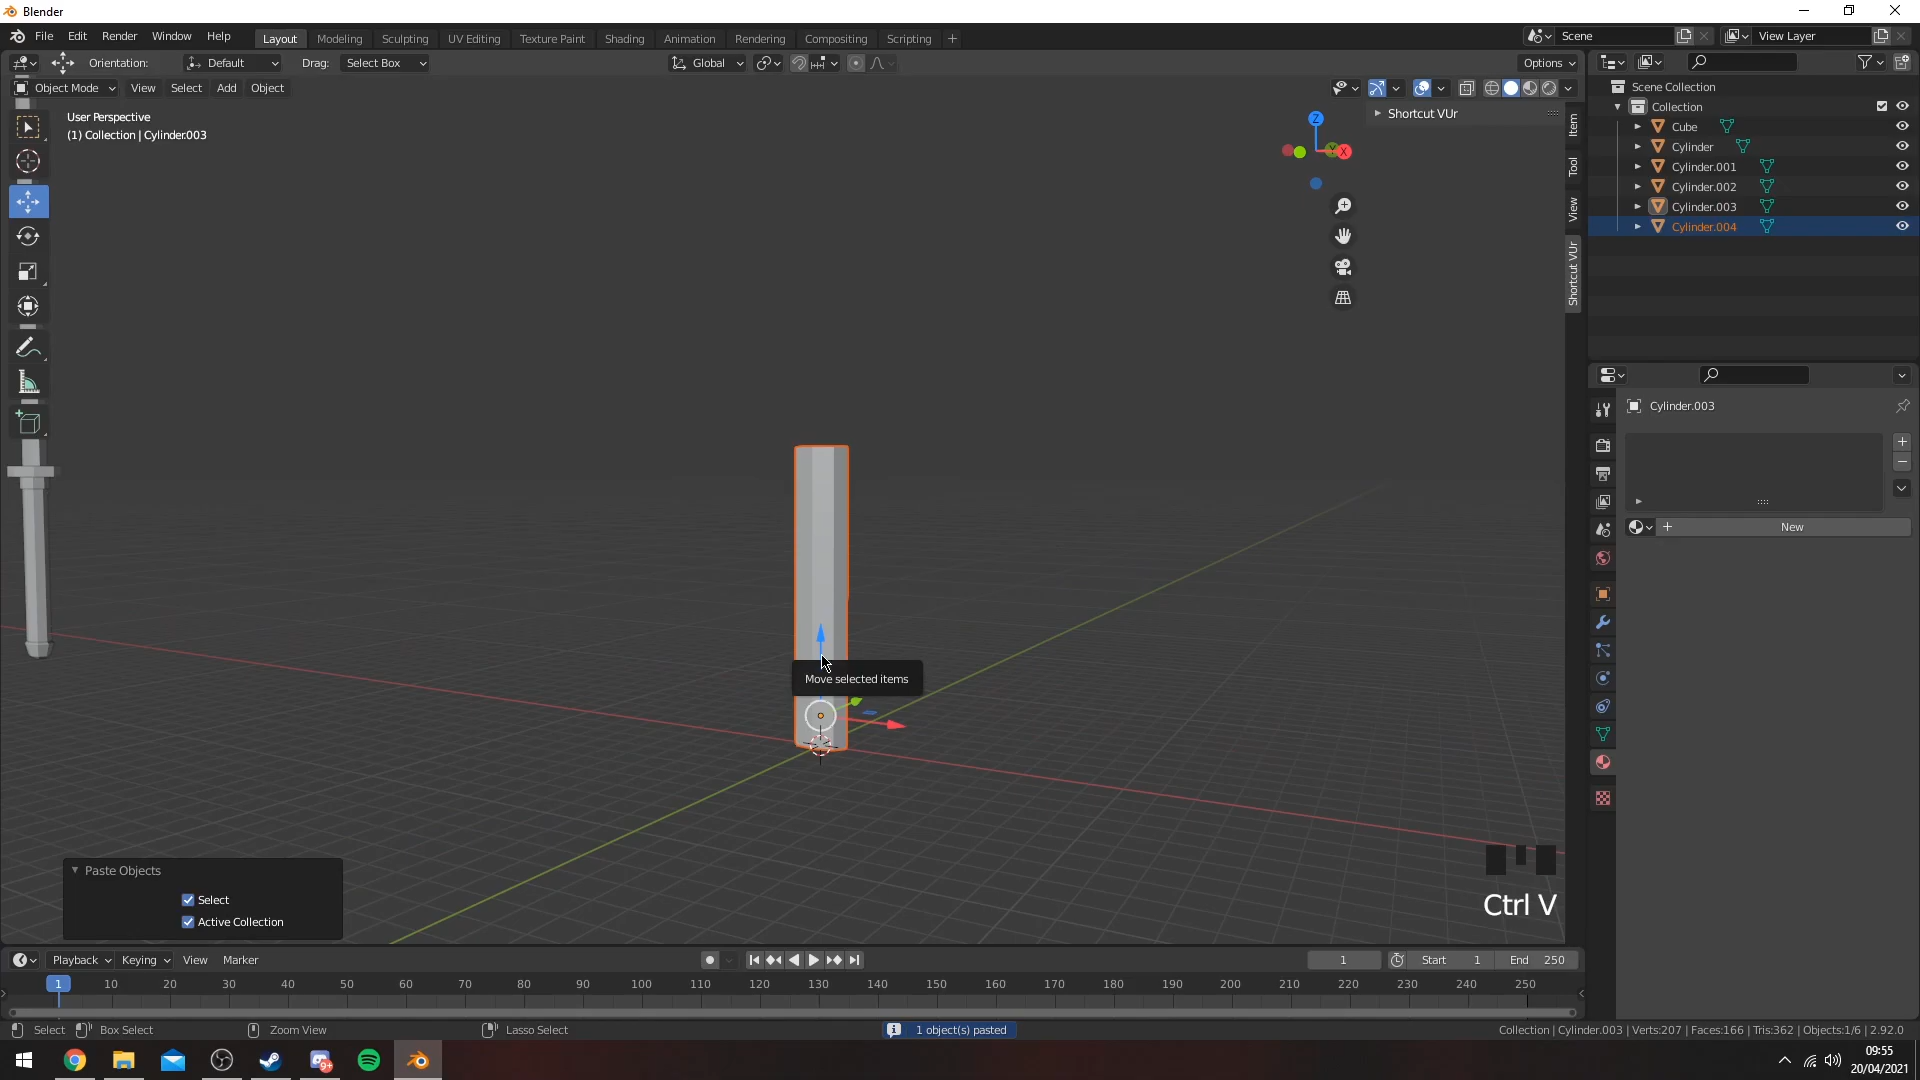 Blender
File Edit Render Window Help
Layout Modeling Sculpting UV Editing Texture Paint Shading Animation Rendering Compositing Scripting +
Scene
View Layer
Orientation: Default Drag: Select Box
Global
Options
Object Mode View Select Add Object
User Perspective
(1) Collection | Cylinder.003
Shortcut VUr
Item
Tool
View
Shortcut VUr
Z
Y
X
Scene Collection
Collection
Cube
Cylinder
Cylinder.001
Cylinder.002
Cylinder.003
Cylinder.004
Cylinder.003
New
Move selected items
Paste Objects
Select
Active Collection
Ctrl V
Playback Keying View Marker
1
Start 1
End 250
1 10 20 30 40 50 60 70 80 90 100 110 120 130 140 150 160 170 180 190 200 210 220 230 240 250
Select Box Select Zoom View Lasso Select
1 object(s) pasted
Collection | Cylinder.003 | Verts:207 | Faces:166 | Tris:362 | Objects:1/6 | 2.92.0
9+
09:55
20/04/2021